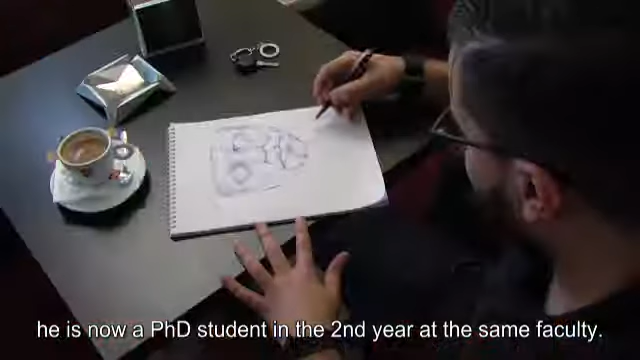 he is now a PhD student in the 2nd year at the same faculty.